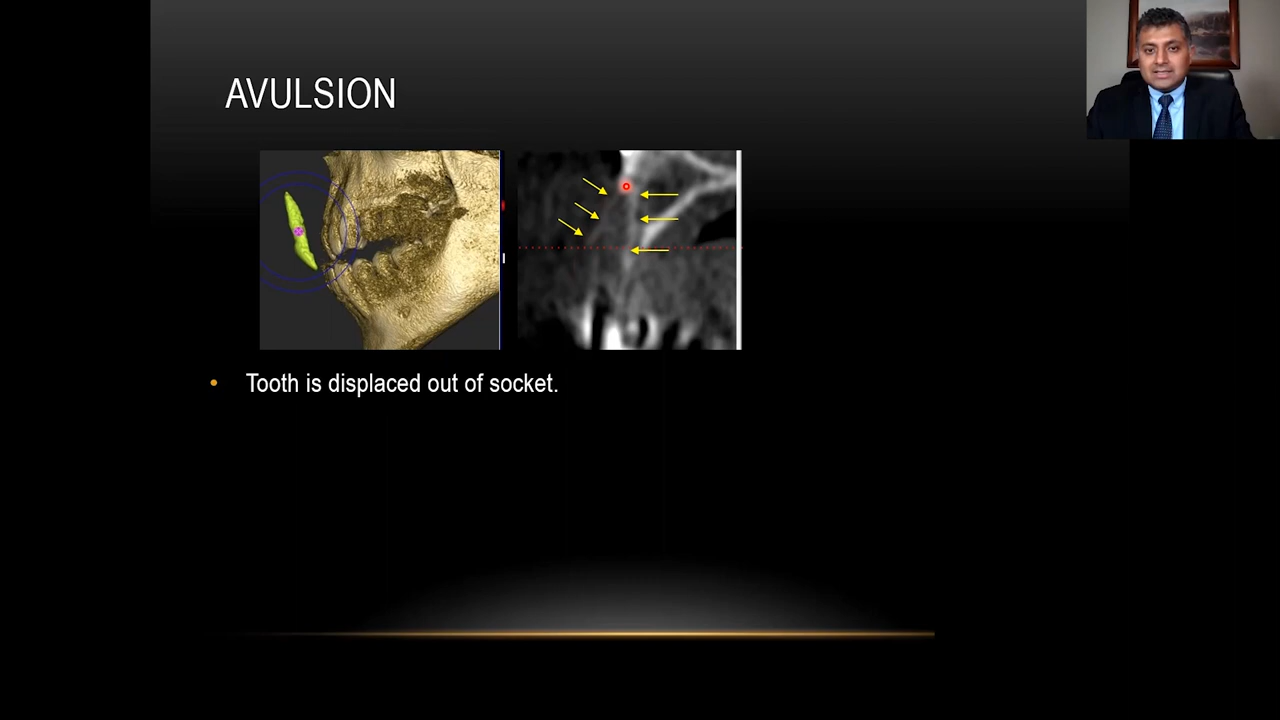 AVULSION
• Tooth is displaced out of socket.